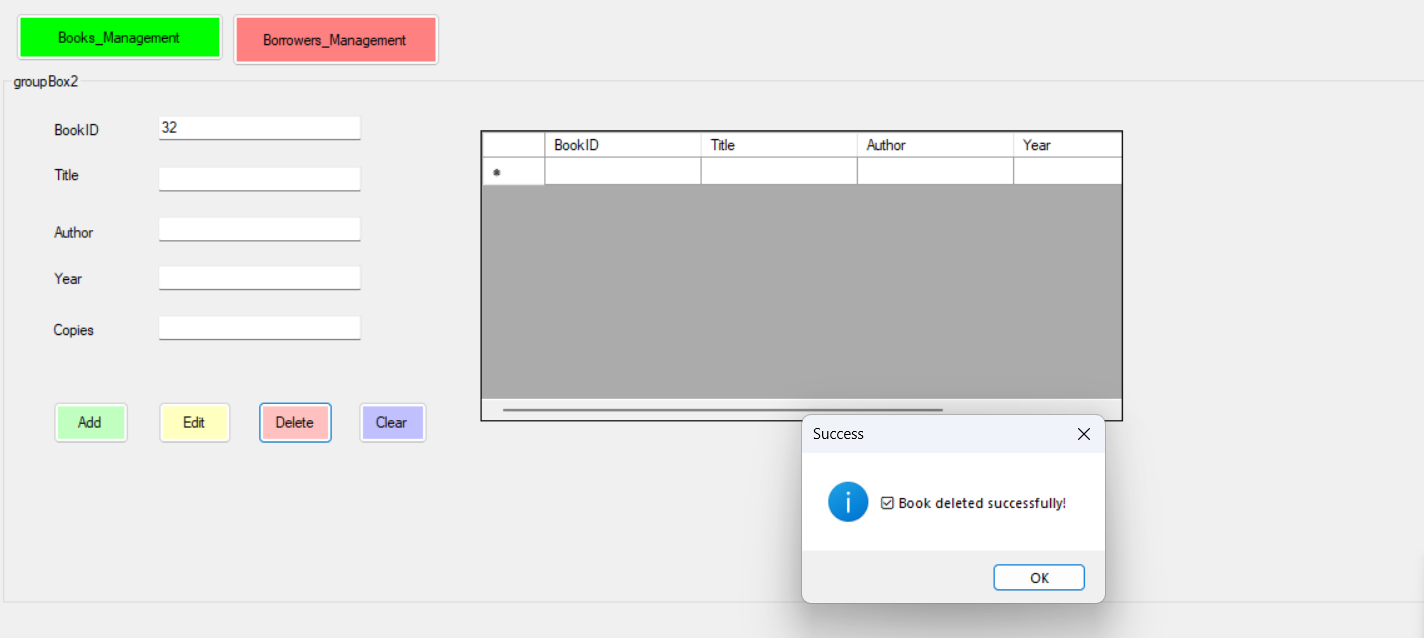 Books_Management
Borrowers_Management
groupBox2
BookID
32
Title
Author
Year
Copies
Add
Edit
Delete
Clear
BookID Title Author Year
*
Success
☑ Book deleted successfully!
OK